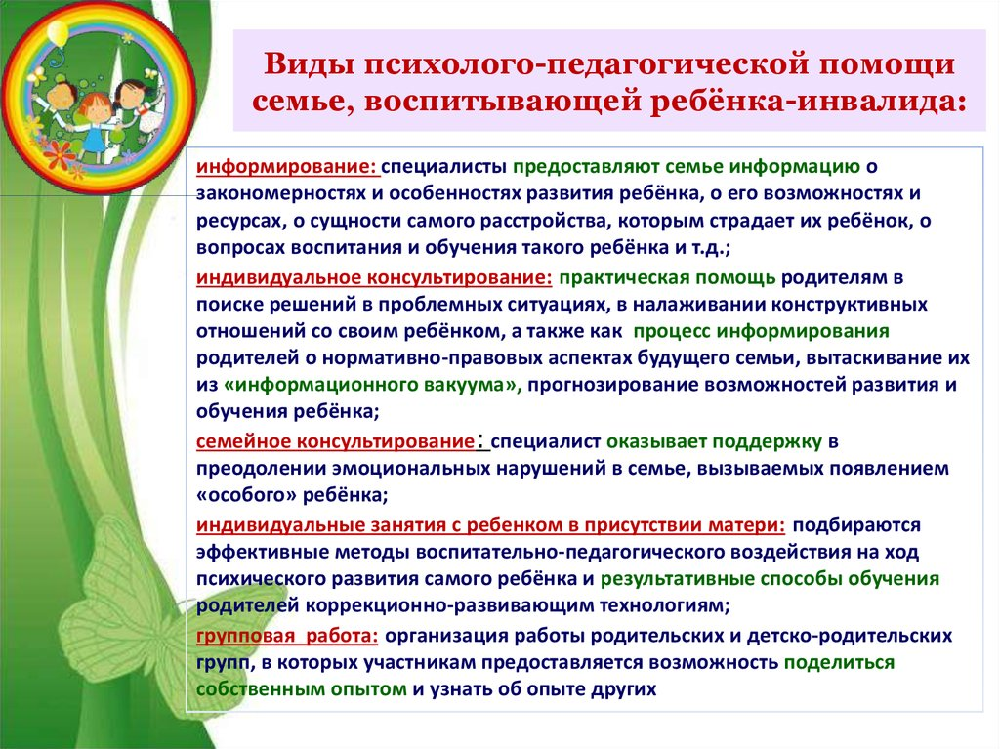 Виды психолого-педагогической помощи
семье, воспитывающей ребёнка-инвалида:
информирование: специалисты предоставляют семье информацию о
закономерностях и особенностях развития ребёнка, о его возможностях и
ресурсах, о сущности самого расстройства, которым страдает их ребёнок, о
вопросах воспитания и обучения такого ребёнка и т.д.;
индивидуальное консультирование: практическая помощь родителям в
поиске решений в проблемных ситуациях, в налаживании конструктивных
отношений со своим ребёнком, а также как процесс информирования
родителей о нормативно-правовых аспектах будущего семьи, вытаскивание их
из «информационного вакуума», прогнозирование возможностей развития и
обучения ребёнка;
семейное консультирование: специалист оказывает поддержку в
преодолении эмоциональных нарушений в семье, вызываемых появлением
«особого» ребёнка;
индивидуальные занятия с ребенком в присутствии матери: подбираются
эффективные методы воспитательно-педагогического воздействия на ход
психического развития самого ребёнка и результативные способы обучения
родителей коррекционно-развивающим технологиям;
групповая работа: организация работы родительских и детско-родительских
групп, в которых участникам предоставляется возможность поделиться
собственным опытом и узнать об опыте других